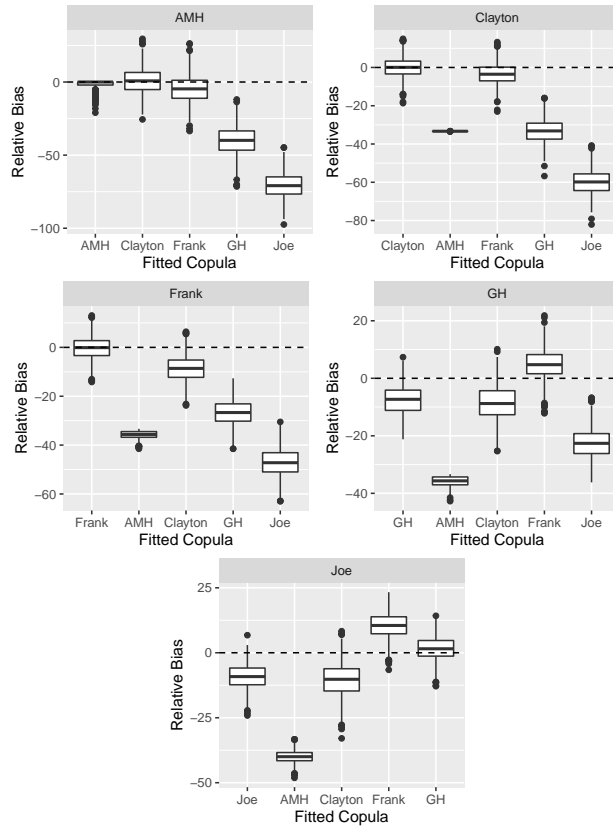 AMH
Relative Bias
0
−50
−100
AMH Clayton Frank GH Joe
Fitted Copula
Clayton
Relative Bias
0
−20
−40
−60
−80
Clayton AMH Frank GH Joe
Fitted Copula
Frank
Relative Bias
0
−20
−40
−60
Frank AMH Clayton GH Joe
Fitted Copula
GH
Relative Bias
20
0
−20
−40
GH AMH Clayton Frank Joe
Fitted Copula
Joe
Relative Bias
25
0
−25
−50
Joe AMH Clayton Frank GH
Fitted Copula